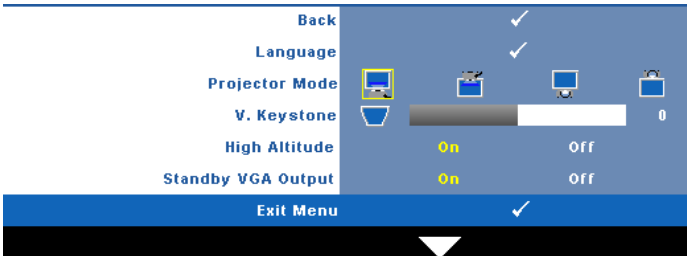 Back
Language
Projector Mode
V. Keystone 0
High Altitude On Off
Standby VGA Output On Off
Exit Menu